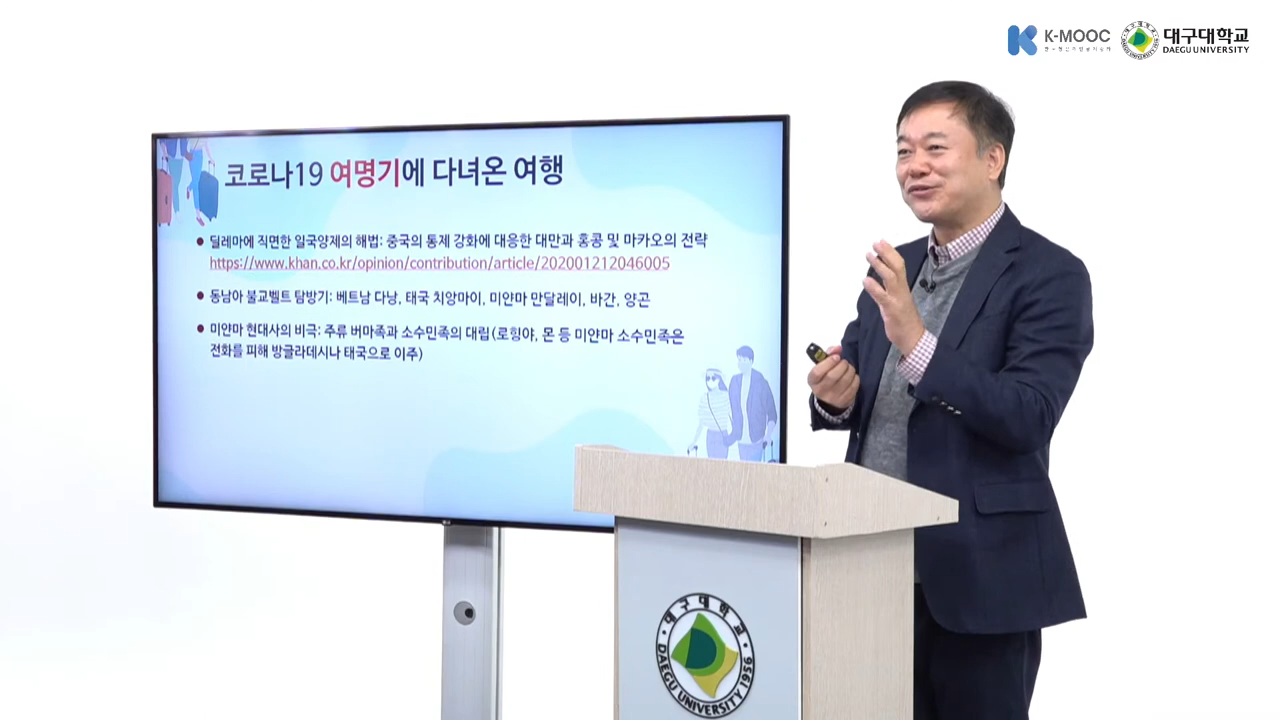 K-MOOC
대구대학교
DAEGU UNIVERSITY
코로나19 여명기에 다녀온 여행
● 딜레마에 직면한 일국양제의 해법: 중국의 통제 강화에 대응한 대만과 홍콩 및 마카오의 전략
https://www.khan.co.kr/opinion/contribution/article/202001212046005
● 동남아 불교벨트 탐방기: 베트남 다낭, 태국 치앙마이, 미얀마 만달레이, 바간, 양곤
● 미얀마 현대사의 비극: 주류 버마족과 소수민족의 대립(로힝야, 몬 등 미얀마 소수민족은
전화를 피해 방글라데시나 태국으로 이주)
대구대학교
DAEGU UNIVERSITY 1956